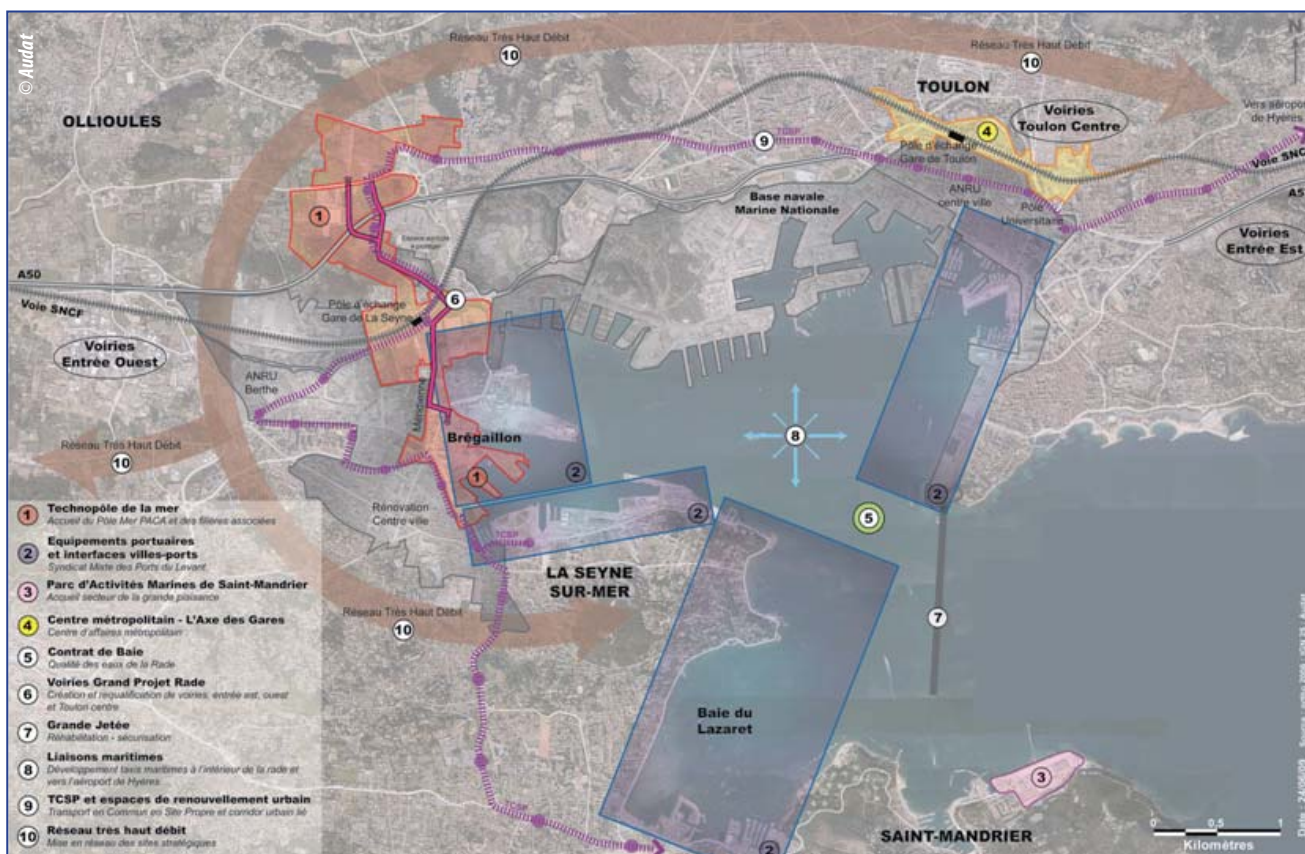 © Audat
Réseau Très Haut Débit
10
Réseau Très Haut Débit
10
N
OLLIOULES
TOULON
Voiries
Toulon Centre
Vers aéroport
de Hyères
4
9
TCSP
Pôle d'échange
Gare de Toulon
Voie SNCF
1
Base navale
Marine Nationale
ANRU
centre ville
Pôle
Universitaire
A5
Voiries
Entrée Est
Espace agricole
à protéger
A50
Voie SNCF
Pôle d'échange
Gare de La Seyne
6
Voiries
Entrée Ouest
ANRU
Berthe
8
Réseau Très Haut Débit
10
Brégaillon
1
2
2
Rénovation
Centre ville
2
5
TCSP
LA SEYNE
SUR-MER
Réseau Très Haut Débit
10
7
Baie du
Lazaret
3
TCSP
2
SAINT-MANDRIER
0 0,5 1
Kilomètres
1 Technopôle de la mer
Accueil du Pôle Mer PACA et des filières associées
2 Equipements portuaires
et interfaces villes-ports
Syndicat Mixte des Ports du Levant
3 Parc d'Activités Marines de Saint-Mandrier
Accueil secteur de la grande plaisance
4 Centre métropolitain - L'Axe des Gares
Centre d'affaires métropolitain
5 Contrat de Baie
Qualité des eaux de la Rade
6 Voiries Grand Projet Rade
Création et requalification de voiries, entrée est, ouest
et Toulon centre
7 Grande Jetée
Réhabilitation - sécurisation
8 Liaisons maritimes
Développement taxis maritimes à l'intérieur de la rade et
vers l'aéroport de Hyères
9 TCSP et espaces de renouvellement urbain
Transport en Commun en Site Propre et corridor urbain lié
10 Réseau très haut débit
Mise en réseau des sites stratégiques